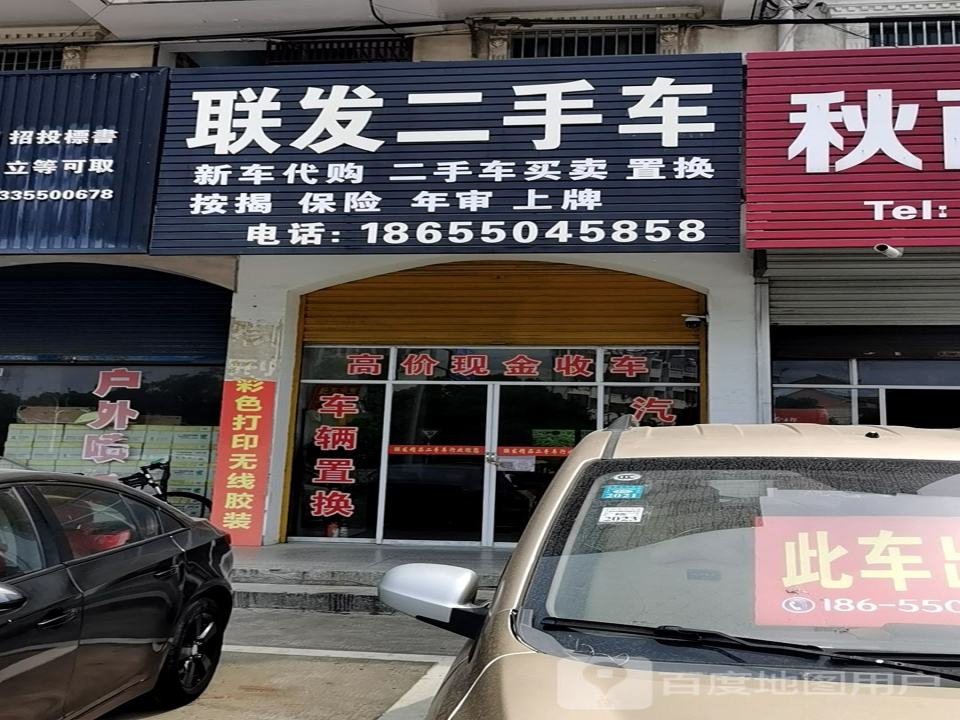 招投標書
立等可取
335500678
联发二手车
新车代购 二手车买卖 置换
按揭 保险 年审 上牌
电话：18655045858
秋
Tel:
高价现金收车
车辆置换
汽
户外
彩色打印无线胶装
2021
2023
此车出
186-550
百度地图用户